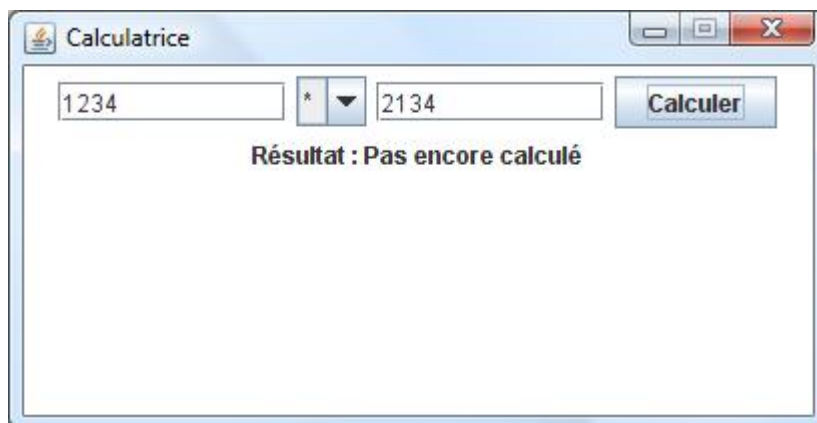 Calculatrice
1234 * 2134 Calculer
Résultat : Pas encore calculé